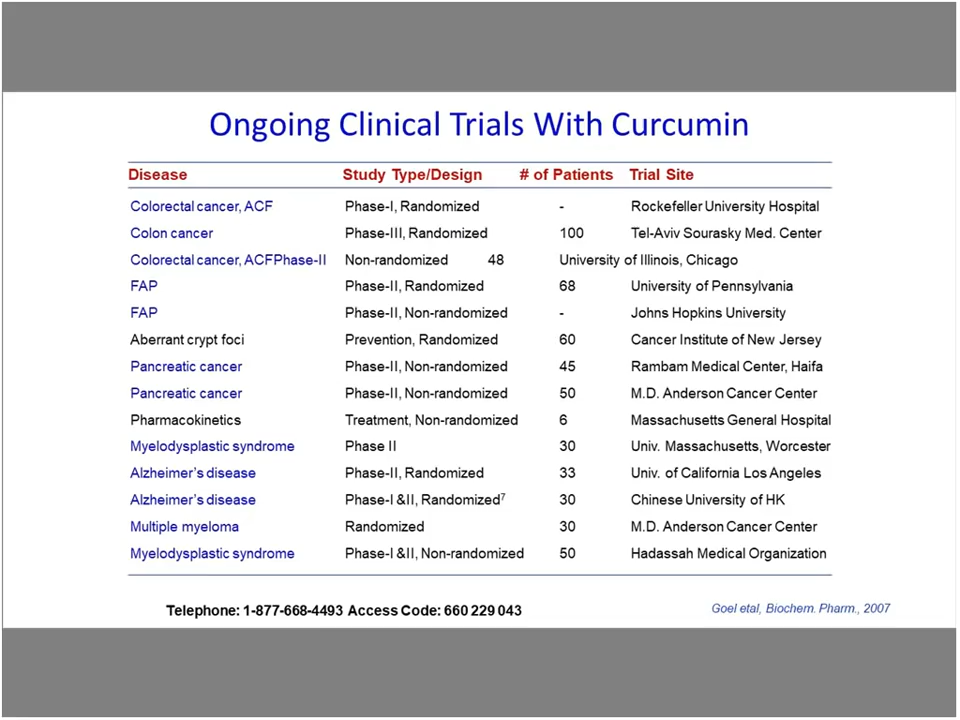 Ongoing Clinical Trials With Curcumin
Disease Study Type/Design # of Patients Trial Site
Colorectal cancer, ACF Phase-I, Randomized - Rockefeller University Hospital
Colon cancer Phase-III, Randomized 100 Tel-Aviv Sourasky Med. Center
Colorectal cancer, ACFPhase-II Non-randomized 48 University of Illinois, Chicago
FAP Phase-II, Randomized 68 University of Pennsylvania
FAP Phase-II, Non-randomized - Johns Hopkins University
Aberrant crypt foci Prevention, Randomized 60 Cancer Institute of New Jersey
Pancreatic cancer Phase-II, Non-randomized 45 Rambam Medical Center, Haifa
Pancreatic cancer Phase-II, Non-randomized 50 M.D. Anderson Cancer Center
Pharmacokinetics Treatment, Non-randomized 6 Massachusetts General Hospital
Myelodysplastic syndrome Phase II 30 Univ. Massachusetts, Worcester
Alzheimer's disease Phase-II, Randomized 33 Univ. of California Los Angeles
Alzheimer's disease Phase-I &II, Randomized⁷ 30 Chinese University of HK
Multiple myeloma Randomized 30 M.D. Anderson Cancer Center
Myelodysplastic syndrome Phase-I &II, Non-randomized 50 Hadassah Medical Organization
Telephone: 1-877-668-4493 Access Code: 660 229 043
Goel etal, Biochem. Pharm., 2007